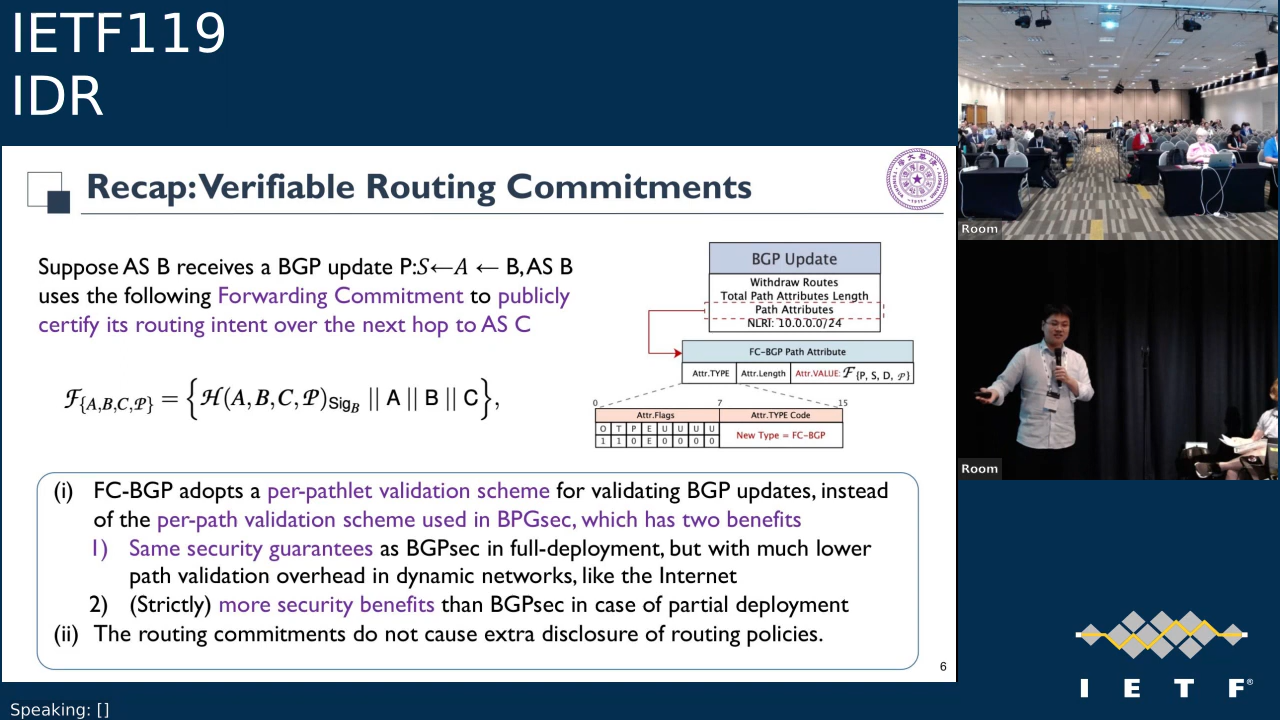 IETF119
IDR
Recap: Verifiable Routing Commitments
Suppose AS B receives a BGP update P:S←A ← B, AS B
uses the following Forwarding Commitment to publicly
certify its routing intent over the next hop to AS C
ℱ{A,B,C,𝒫} = {ℋ(A,B,C,𝒫)Sig_B || A || B || C},
BGP Update
Withdraw Routes
Total Path Attributes Length
Path Attributes
NLRI: 10.0.0.0/24
FC-BGP Path Attribute
Attr.TYPE Attr.Length Attr.VALUE: ℱ{P, S, D, 𝒫}
0 7 15
Attr.Flags Attr.TYPE Code
O T P E U U U U
1 1 0 E 0 0 0 0
New Type = FC-BGP
(i) FC-BGP adopts a per-pathlet validation scheme for validating BGP updates, instead
of the per-path validation scheme used in BPGsec, which has two benefits
1) Same security guarantees as BGPsec in full-deployment, but with much lower
path validation overhead in dynamic networks, like the Internet
2) (Strictly) more security benefits than BGPsec in case of partial deployment
(ii) The routing commitments do not cause extra disclosure of routing policies.
6
Room
Room
I E T F®
Speaking: []